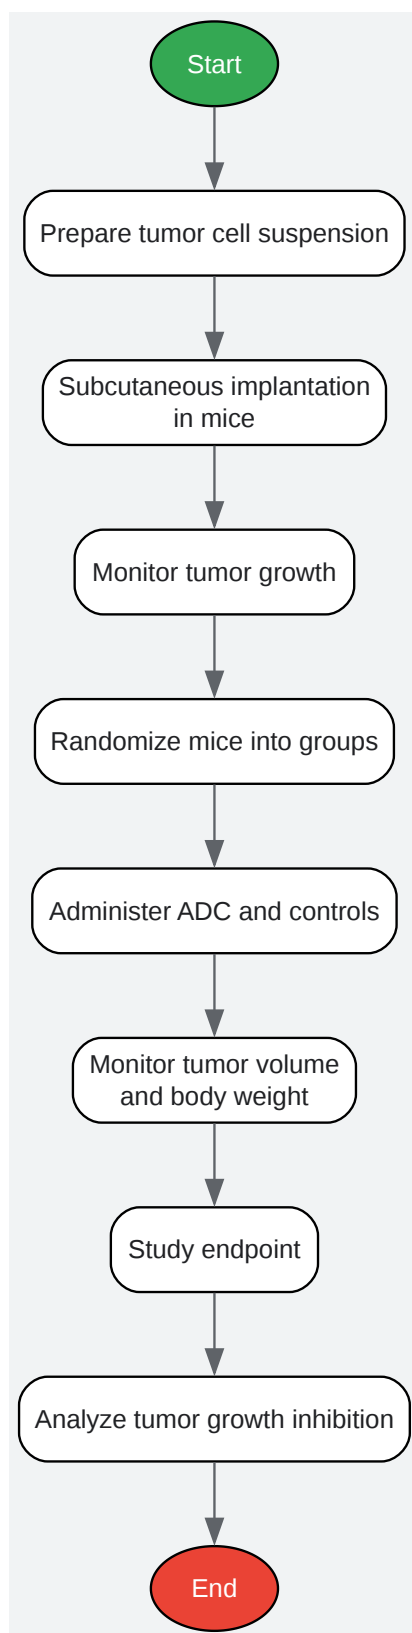 Start
Prepare tumor cell suspension
Subcutaneous implantation
in mice
Monitor tumor growth
Randomize mice into groups
Administer ADC and controls
Monitor tumor volume
and body weight
Study endpoint
Analyze tumor growth inhibition
End